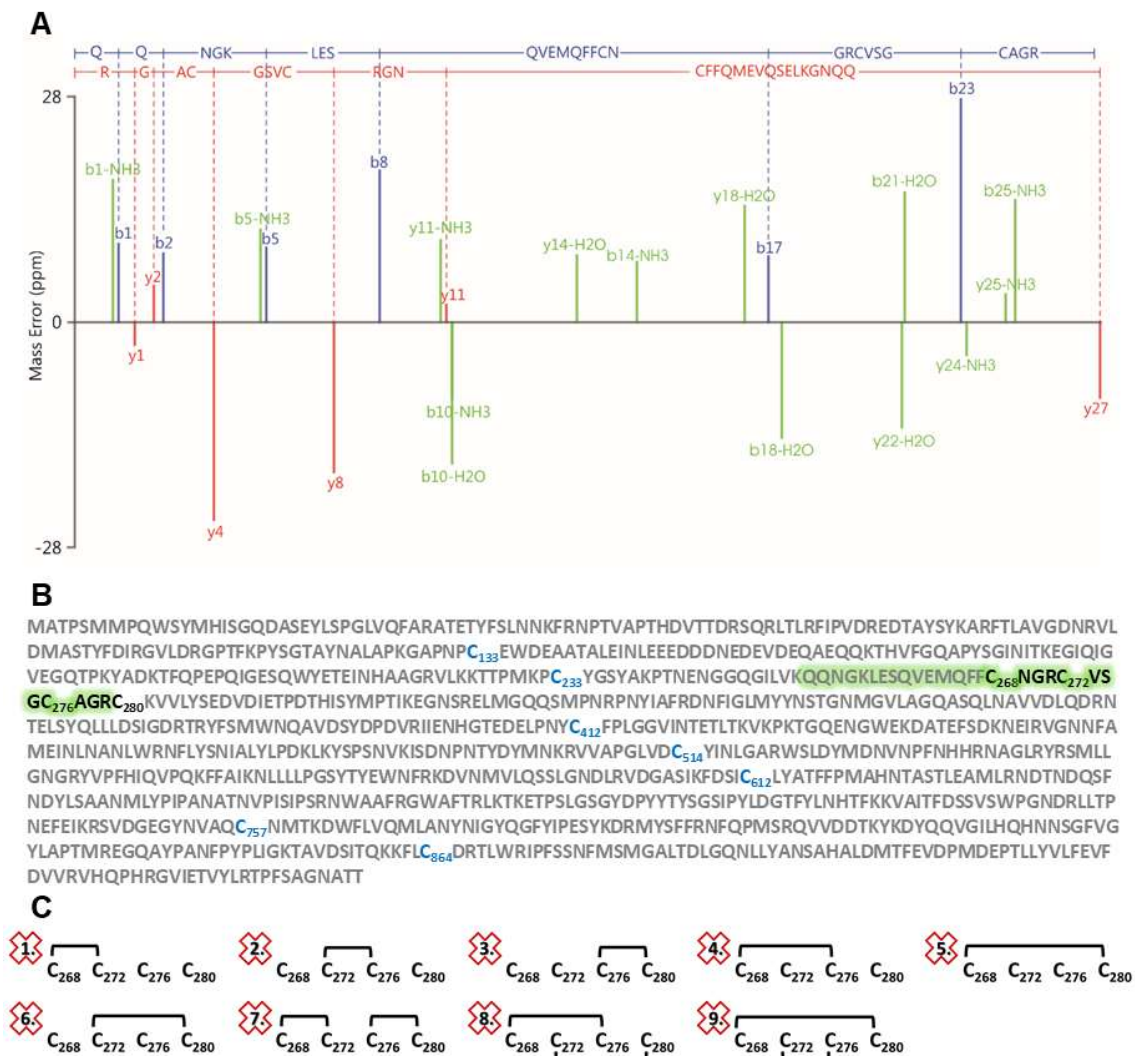 A
Q Q NGK LES QVEMQFFCN GRCVSG CAGR
R G AC GSVC RGN CFFQMEVQSELKGNQQ
28
b23
b1-NH3
b8
b21-H2O
b25-NH3
y18-H2O
b5-NH3
y11-NH3
b1
b2
b5
y14-H2O
b14-NH3
b17
y2
y11
y25-NH3
Mass Error (ppm)
0
y1
y24-NH3
b10-NH3
y27
b18-H2O
y22-H2O
y8
b10-H2O
y4
-28
B
MATPSMMPQWSYMHISGQDASEYLSPGLVQFARATETYFSLNNKFRNPTVAPTHDVTTDRSQRLTLRFIPVDREDTAYSYKARFTLAVGDNRVL
DMASTYFDIRGVLDRGPTFKPYSGTAYNALAPKGAPNPC133EWDEAATALEINLEEEDDDNEDEVDEQAEQQKTHVFGQAPYSGINITKEGIQIG
VEGQTPKYADKTFQPEPQIGESQWYETEINHAAGRVLKKTTPMKPC233YGSYAKPTNENGGQGILVKQQNGKLESQVEMQFFC268NGRC272VS
GC276AGRC280KVVLYSEDVDIETPDTHISYMPTIKEGNSRELMGQQSMPNRPNYIAFRDNFIGLMYYNSTGNMGVLAGQASQLNAVVDLQDRN
TELSYQLLLDSIGDRTRYFSMWNQAVDSYDPDVRIIENHGTEDELPNYC412FPLGGVINTETLTKVKPKTGQENGWEKDATEFSDKNEIRVGNNFA
MEINLNANLWRNFLYSNIALYLPDKLKYSPSNVKISDNPNTYDYMNKRVVAPGLVDC514YINLGARWSLDYMDNVNPFNHHRNAGLRYRSMLL
GNGRYVPFHIQVPQKFFAIKNLLLLPGSYTYEWNFRKDVNMVLQSSLGNDLRVDGASIKFDSIC612LYATFFPMAHNTASTLEAMLRNDTNDQSF
NDYLSAANMLYPIPANATNVPISIPSRNWAAFRGWAFTRLKTKETPSLGSGYDPYYTYSGSIPYLDGTFYLNHTFKKVAITFDSSVSWPGNDRLLTP
NEFEIKRSVDGEGYNVAQC757NMTKDWFLVQMLANYNIGYQGFYIPESYKDRMYSFFRNFQPMSRQVVDDTKYKDYQQVGILHQHNNSGFVG
YLAPTMREGQAYPANFPYPLIGKTAVDSITQKKFLC864DRTLWRIPFSSNFMSMGALTDLGQNLLYANSAHALDMTFEVDPMDEPTLLYVLFEVF
DVVRVHQPHRGVIETVYLRTPFSAGNATT
C
1. C268 C272 C276 C280 2. C268 C272 C276 C280 3. C268 C272 C276 C280 4. C268 C272 C276 C280 5. C268 C272 C276 C280
6. C268 C272 C276 C280 7. C268 C272 C276 C280 8. C268 C272 C276 C280 9. C268 C272 C276 C280